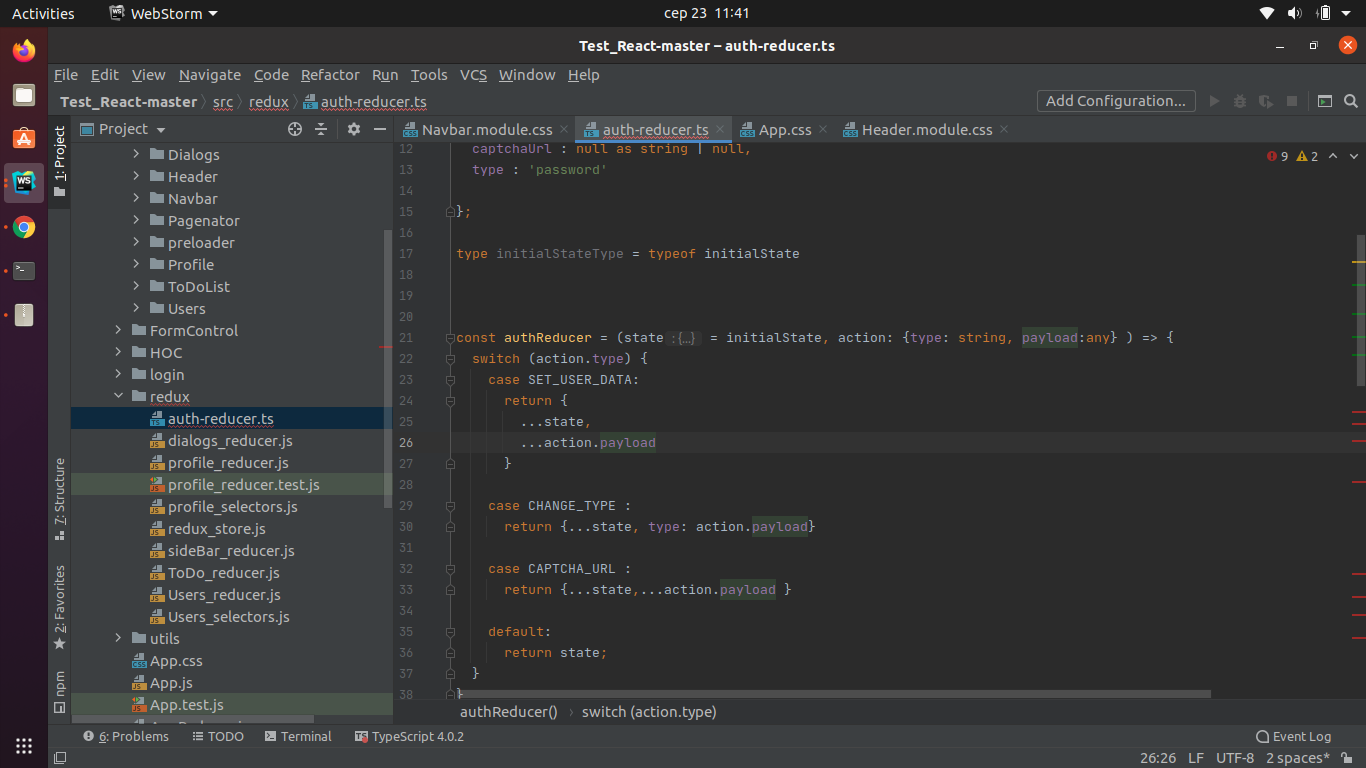 Activities WebStorm сер 23 11:41
Test_React-master – auth-reducer.ts
File Edit View Navigate Code Refactor Run Tools VCS Window Help
Test_React-master src redux auth-reducer.ts Add Configuration...
1: Project
Project
Dialogs
Header
Navbar
Pagenator
preloader
Profile
ToDoList
Users
FormControl
HOC
login
redux
auth-reducer.ts
dialogs_reducer.js
profile_reducer.js
profile_reducer.test.js
profile_selectors.js
redux_store.js
sideBar_reducer.js
ToDo_reducer.js
Users_reducer.js
Users_selectors.js
utils
App.css
App.js
App.test.js
7: Structure
2: Favorites
npm
Navbar.module.css auth-reducer.ts App.css Header.module.css
9 2
12 captchaUrl : null as string | null,
13 type : 'password'
14
15 };
16
17 type initialStateType = typeof initialState
18
19
20
21 const authReducer = (state : {...} = initialState, action: {type: string, payload:any} ) => {
22 switch (action.type) {
23 case SET_USER_DATA:
24 return {
25 ...state,
26 ...action.payload
27 }
28
29 case CHANGE_TYPE :
30 return {...state, type: action.payload}
31
32 case CAPTCHA_URL :
33 return {...state,...action.payload }
34
35 default:
36 return state;
37 }
38 }
authReducer() switch (action.type)
6: Problems TODO Terminal TypeScript 4.0.2 Event Log
26:26 LF UTF-8 2 spaces*